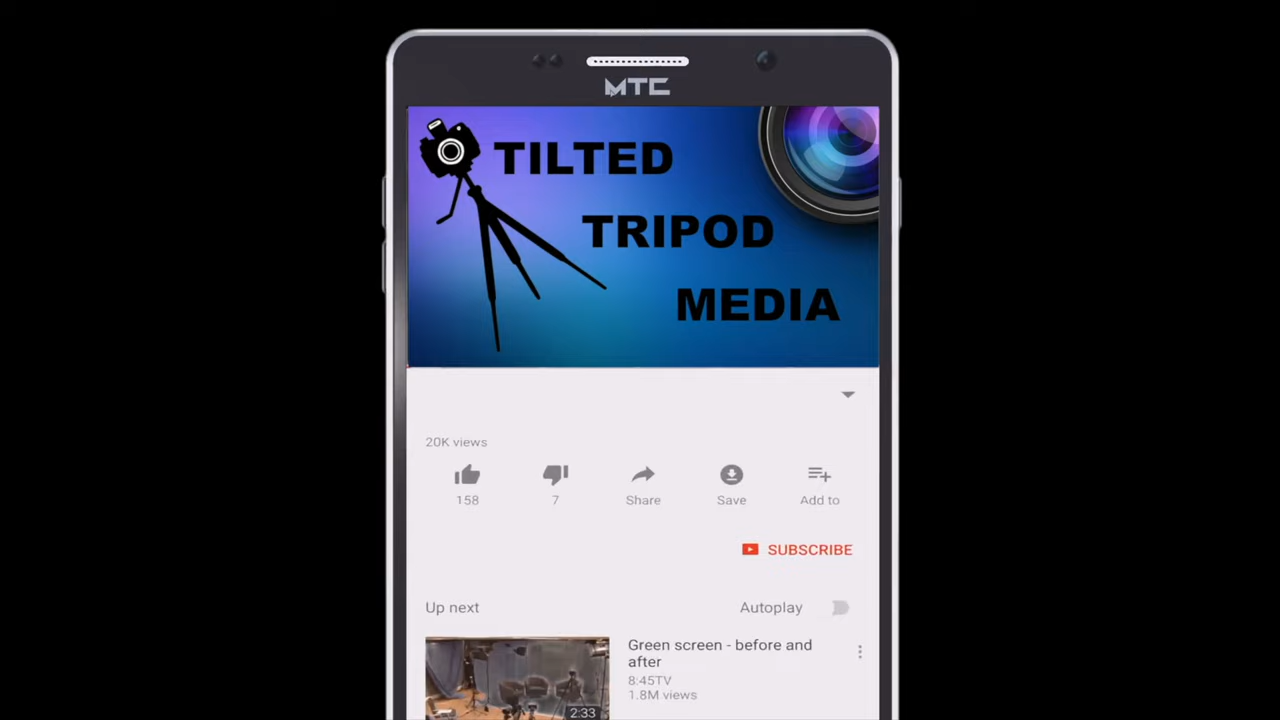 MTC
TILTED
TRIPOD
MEDIA
20K views
158
7
Share
Save
Add to
SUBSCRIBE
Up next
Autoplay
Green screen - before and
after
8:45TV
1.8M views
2:33